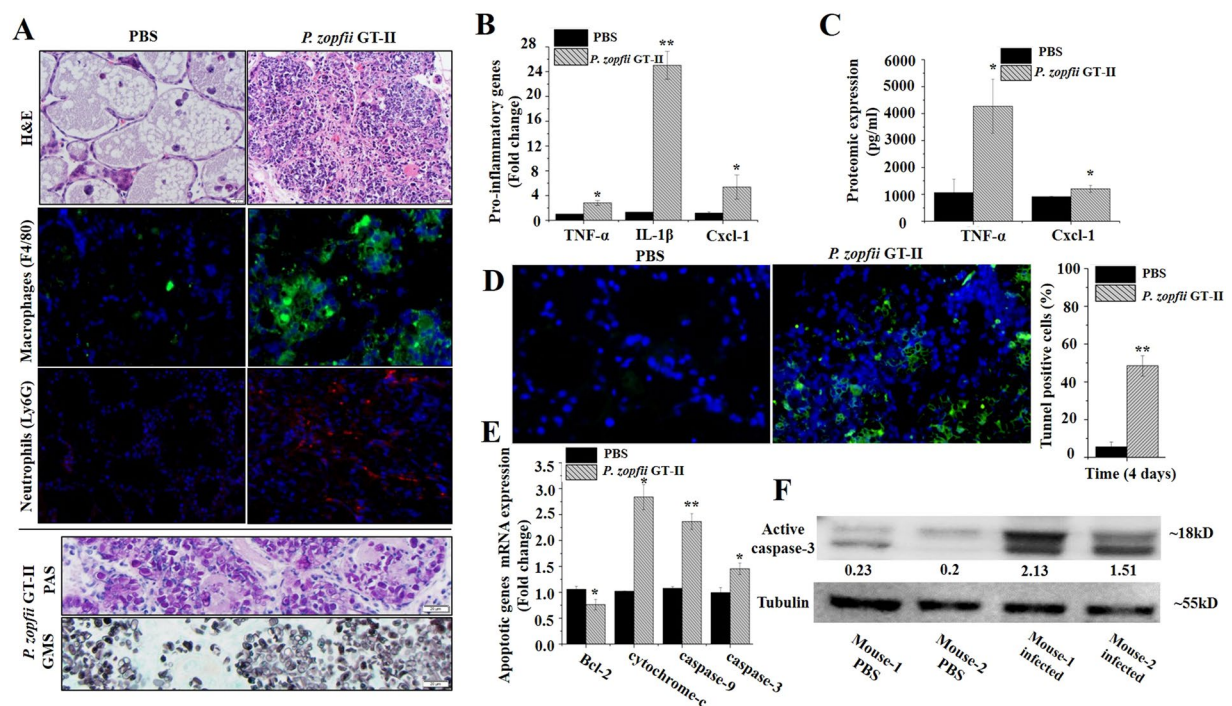 A
PBS
P. zopfii GT-II
H&E
Macrophages (F4/80)
Neutrophils (Ly6G)
P. zopfii GT-II
PAS
GMS
B
PBS
P. zopfii GT-II
Pro-inflammatory genes
(Fold change)
28
24
20
16
12
8
4
0
*
**
*
TNF-α
IL-1β
Cxcl-1
C
PBS
P. zopfii GT-II
Proteomic expression
(pg/ml)
7000
6000
5000
4000
3000
2000
1000
0
*
*
TNF-α
Cxcl-1
D
PBS
P. zopfii GT-II
PBS
P. zopfii GT-II
Tunnel positive cells (%)
100
80
60
40
20
0
**
Time (4 days)
E
PBS
P. zopfii GT-II
Apoptotic genes mRNA expression
(Fold change)
3.5
3.0
2.5
2.0
1.5
1.0
0.5
0.0
*
*
**
*
Bcl-2
cytochrome-c
caspase-9
caspase-3
F
Active
caspase-3
~18kD
0.23 0.2 2.13 1.51
Tubulin
~55kD
Mouse-1
PBS
Mouse-2
PBS
Mouse-1
infected
Mouse-2
infected